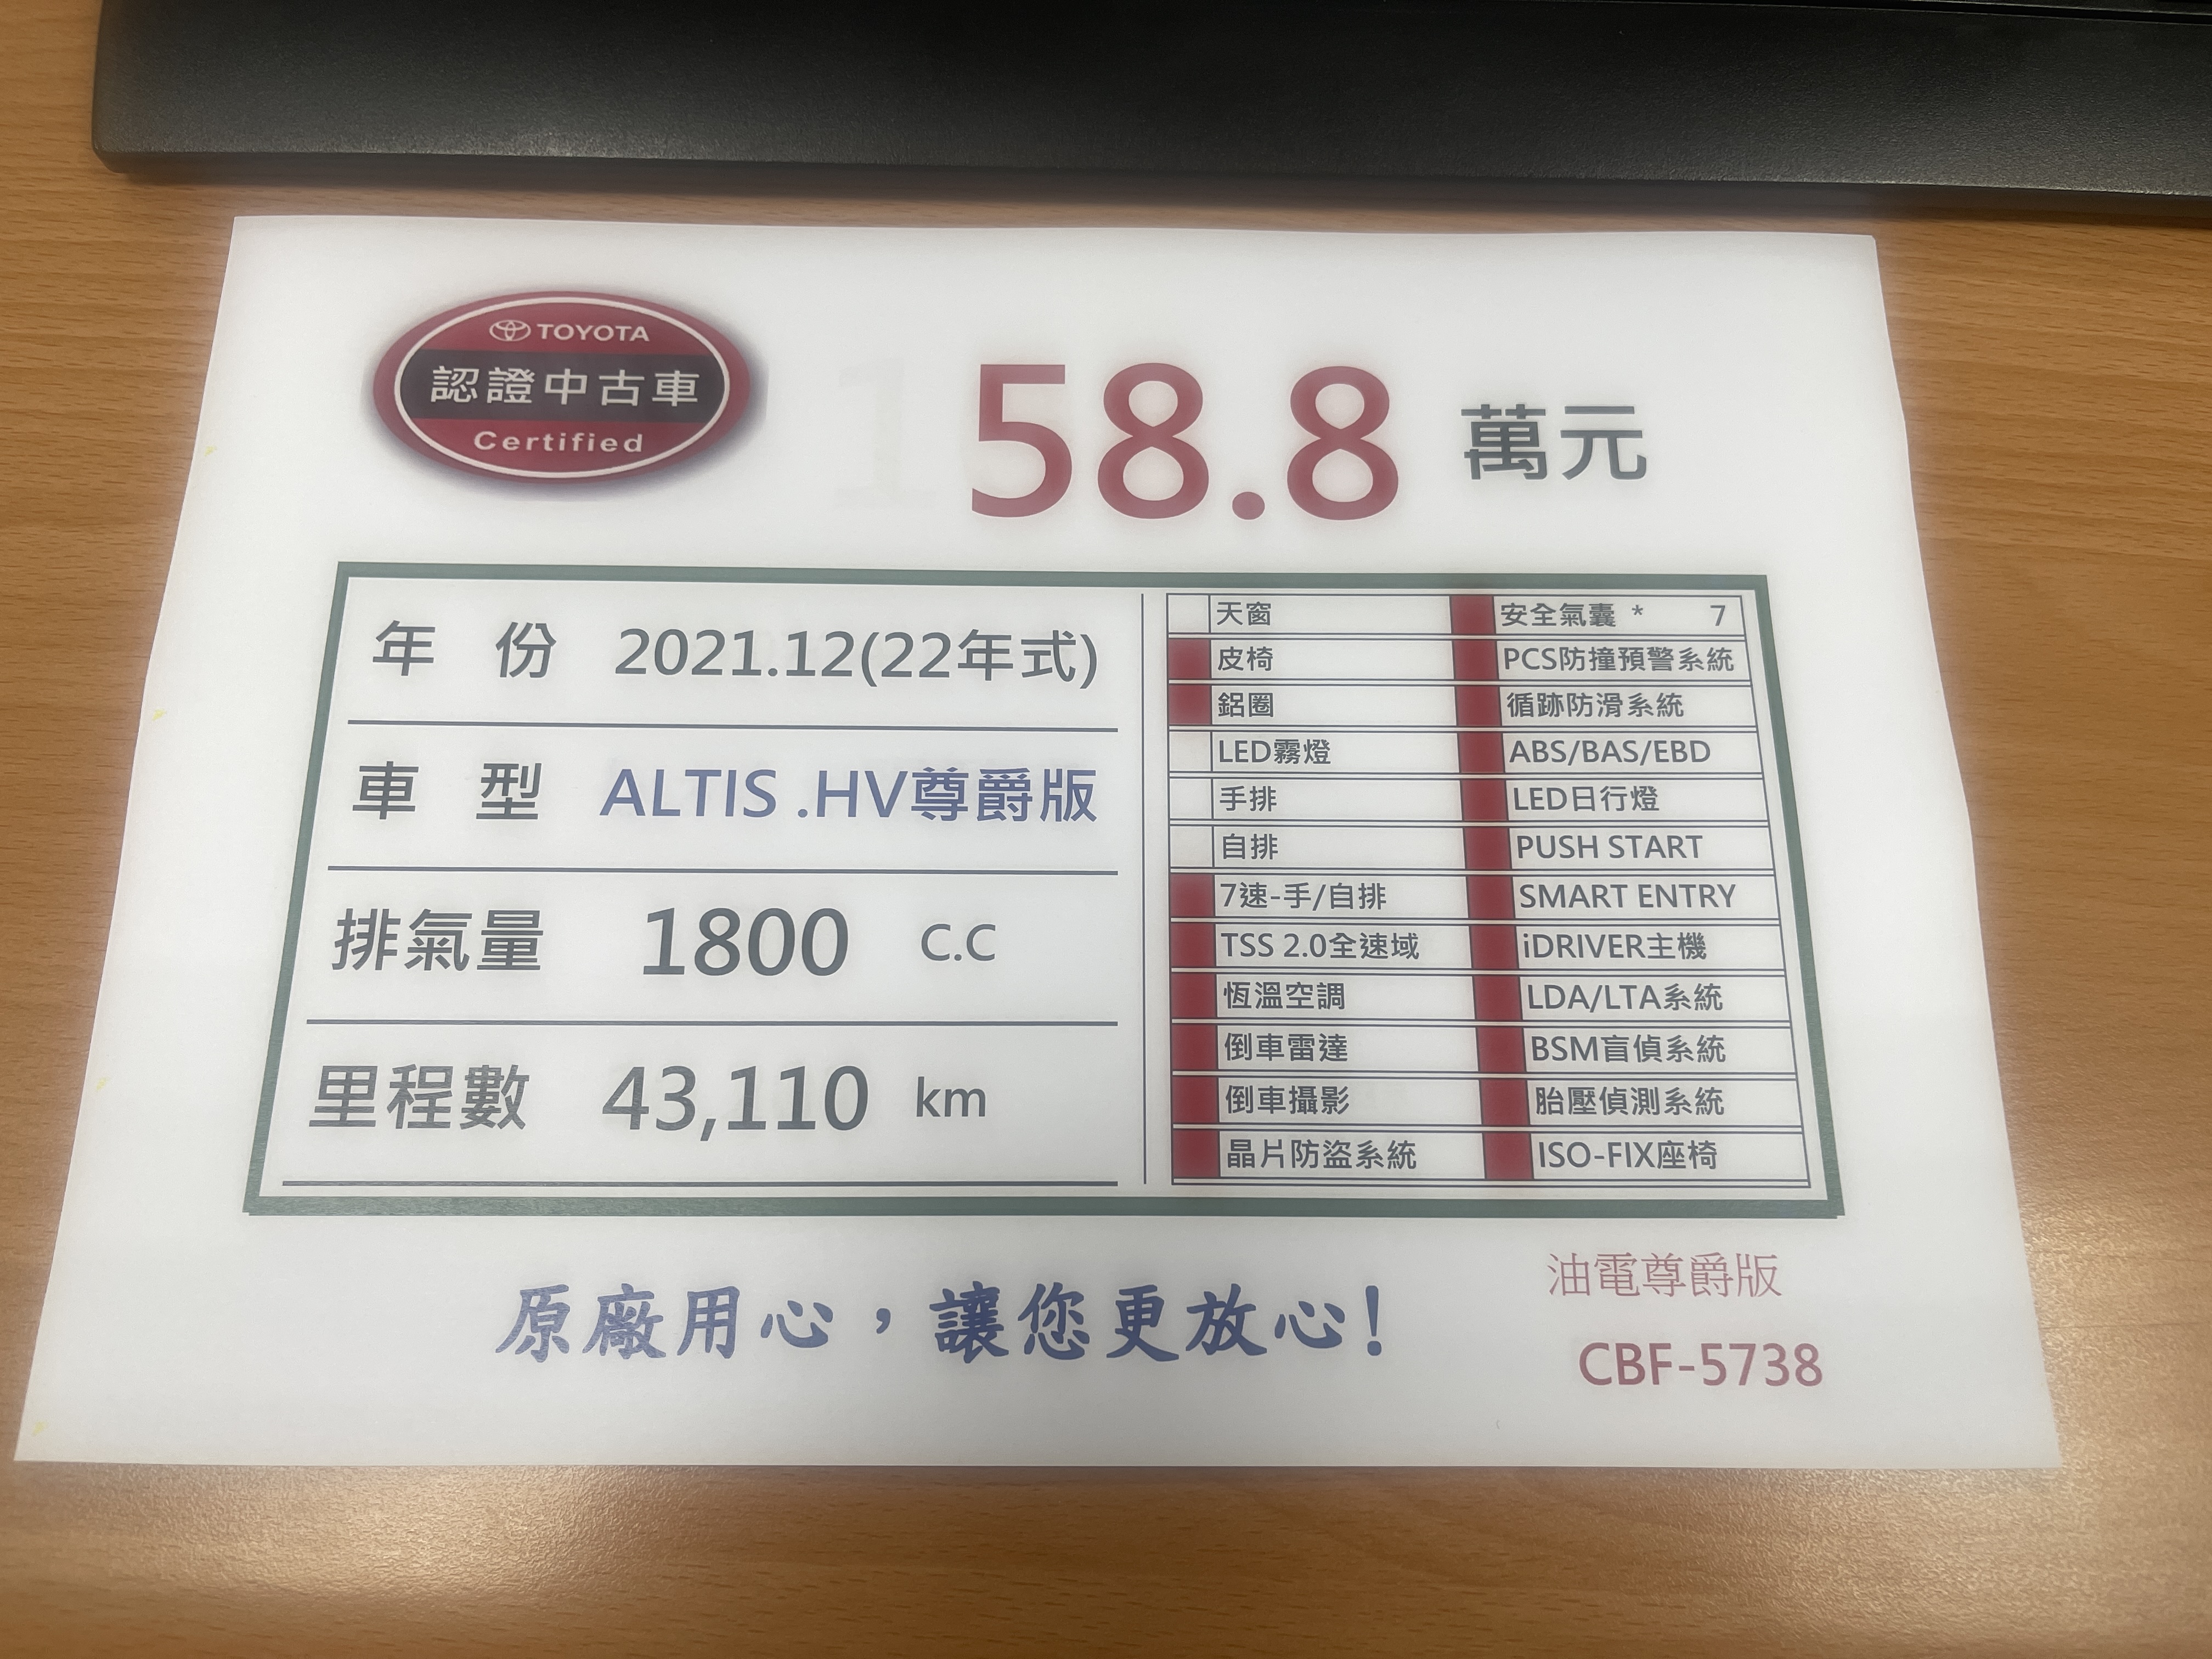 TOYOTA
認證中古車
Certified
58.8 萬元
年份 2021.12(22年式)
車型 ALTIS .HV尊爵版
排氣量 1800 C.C
里程數 43,110 km
天窗 安全氣囊 * 7
皮椅 PCS防撞預警系統
鋁圈 循跡防滑系統
LED霧燈 ABS/BAS/EBD
手排 LED日行燈
自排 PUSH START
7速-手/自排 SMART ENTRY
TSS 2.0全速域 iDRIVER主機
恆溫空調 LDA/LTA系統
倒車雷達 BSM盲偵系統
倒車攝影 胎壓偵測系統
晶片防盜系統 ISO-FIX座椅
原廠用心，讓您更放心!
油電尊爵版
CBF-5738